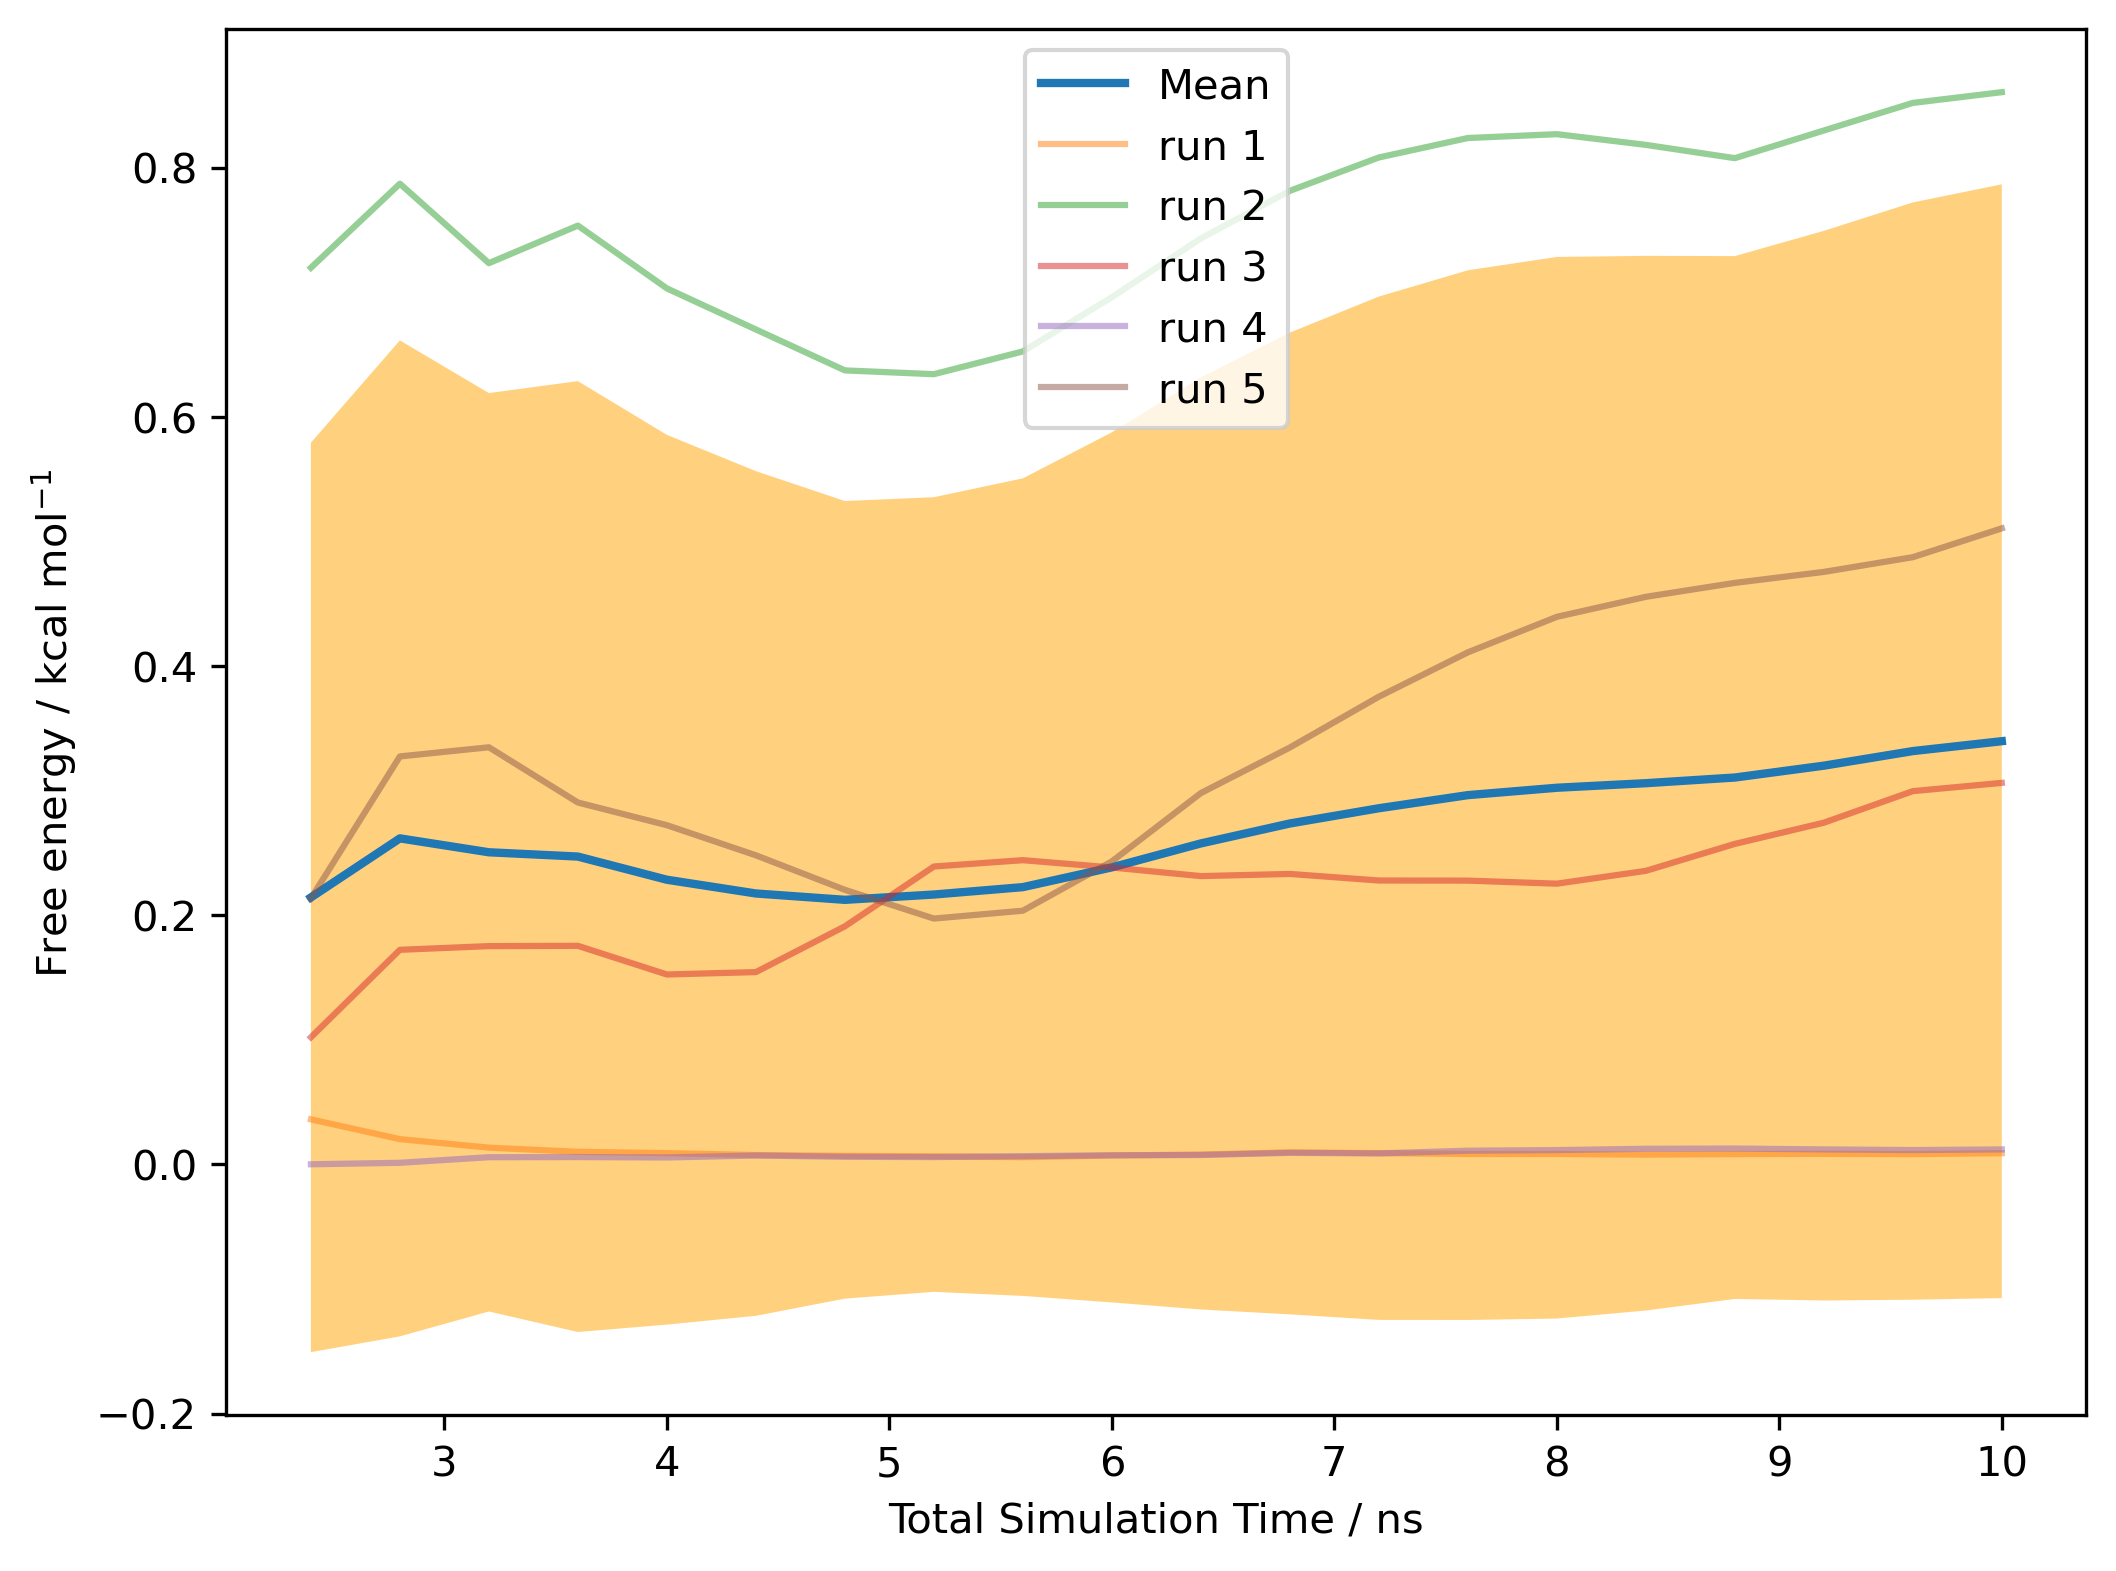 Mean
run 1
run 2
run 3
run 4
run 5
0.8
0.6
0.4
0.2
0.0
−0.2
Free energy / kcal mol⁻¹
3 4 5 6 7 8 9 10
Total Simulation Time / ns